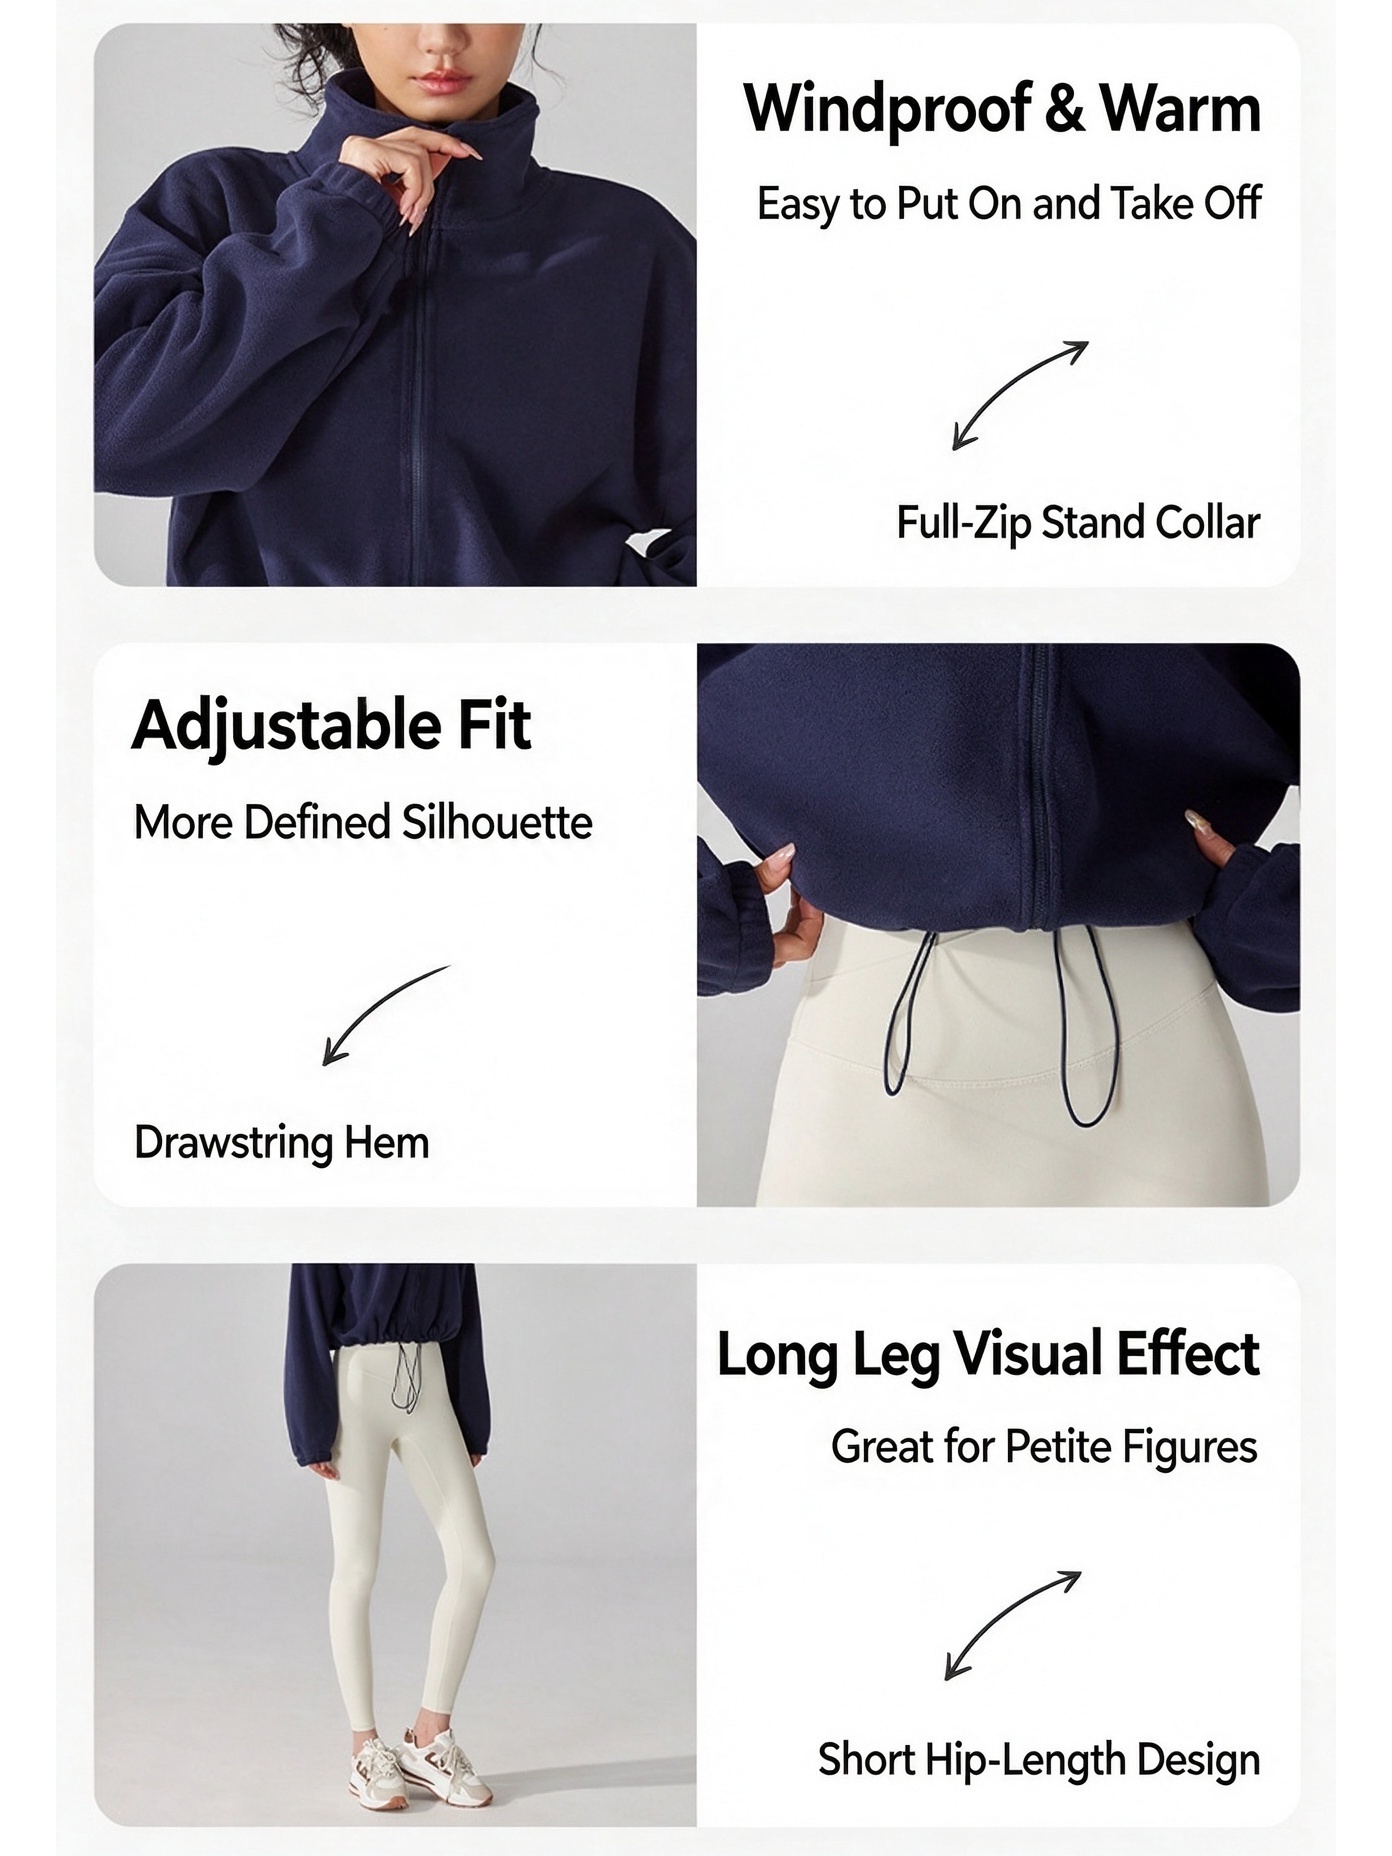 Windproof & Warm
Easy to Put On and Take Off
Full-Zip Stand Collar
Adjustable Fit
More Defined Silhouette
Drawstring Hem
Long Leg Visual Effect
Great for Petite Figures
Short Hip-Length Design